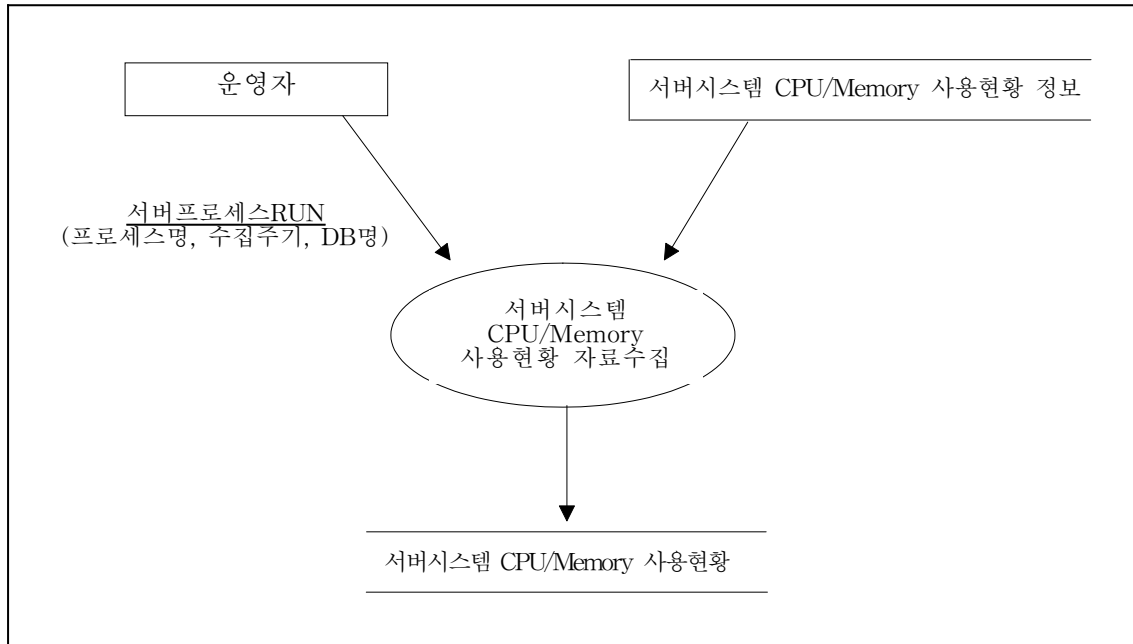 운영자
서버시스템 CPU/Memory 사용현황 정보
서버프로세스RUN
(프로세스명, 수집주기, DB명)
서버시스템
CPU/Memory
사용현황 자료수집
서버시스템 CPU/Memory 사용현황